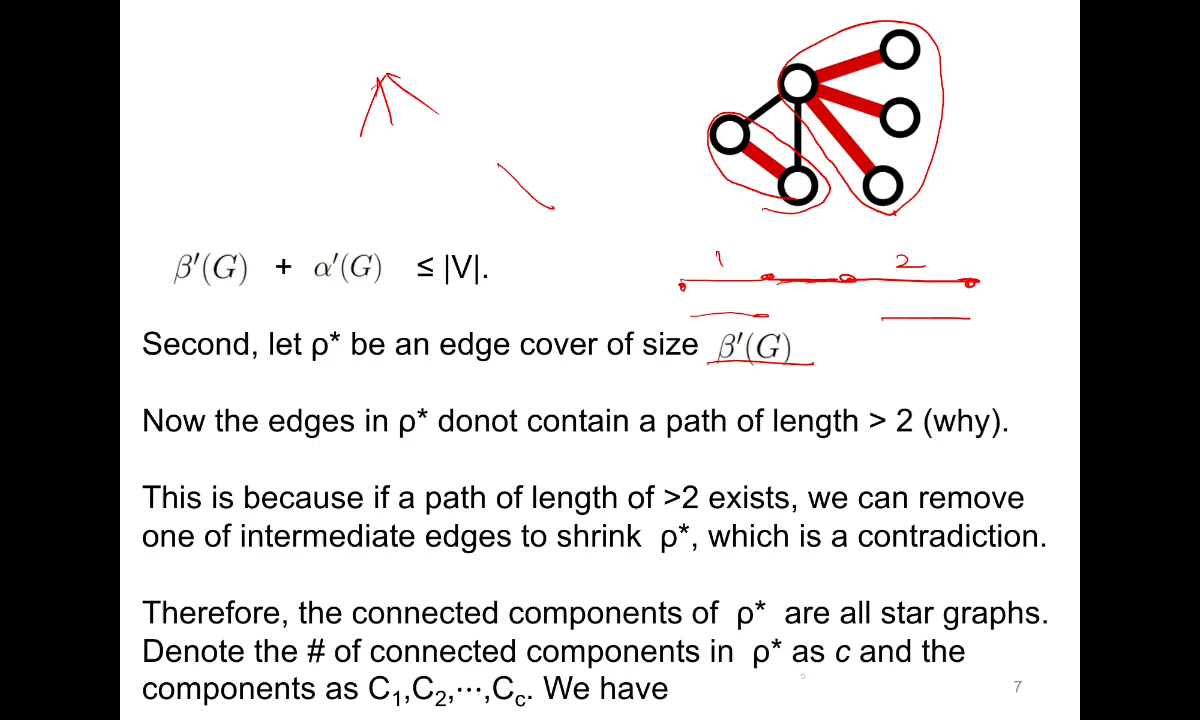 β′(G) + α′(G) ≤ |V|.
1 2
Second, let ρ* be an edge cover of size β′(G)
Now the edges in ρ* donot contain a path of length > 2 (why).
This is because if a path of length of >2 exists, we can remove
one of intermediate edges to shrink ρ*, which is a contradiction.
Therefore, the connected components of ρ* are all star graphs.
Denote the # of connected components in ρ* as c and the
components as C₁,C₂,⋯,C꜀. We have
7